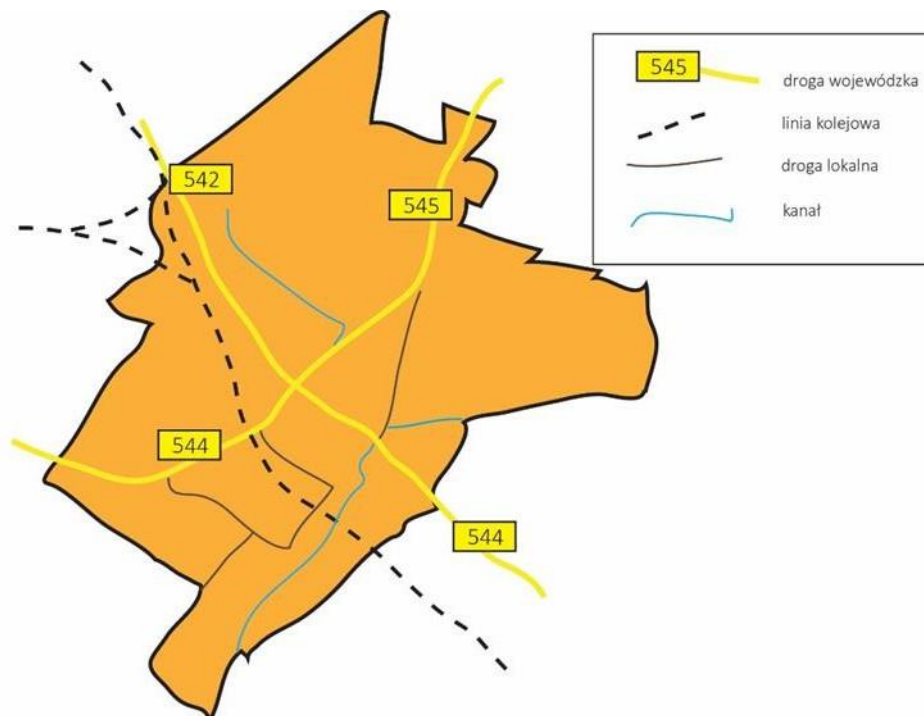 542
545
544
544
545 droga wojewódzka
linia kolejowa
droga lokalna
kanał